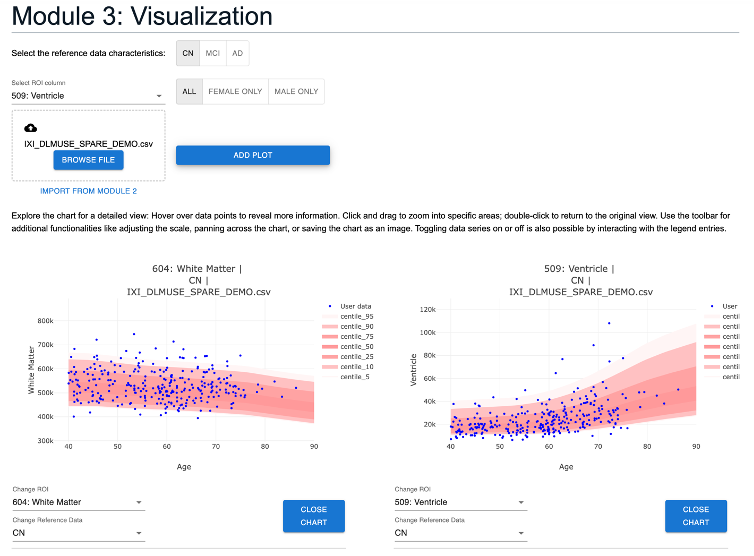 Module 3: Visualization
Select the reference data characteristics:
CN MCI AD
Select ROI column
509: Ventricle
ALL FEMALE ONLY MALE ONLY
IXI_DLMUSE_SPARE_DEMO.csv
BROWSE FILE
ADD PLOT
IMPORT FROM MODULE 2
Explore the chart for a detailed view: Hover over data points to reveal more information. Click and drag to zoom into specific areas; double-click to return to the original view. Use the toolbar for
additional functionalities like adjusting the scale, panning across the chart, or saving the chart as an image. Toggling data series on or off is also possible by interacting with the legend entries.
604: White Matter |
CN |
IXI_DLMUSE_SPARE_DEMO.csv
User data
centile_95
centile_90
centile_75
centile_50
centile_25
centile_10
centile_5
800k
700k
600k
500k
400k
300k
White Matter
40 50 60 70 80 90
Age
Change ROI
604: White Matter
Change Reference Data
CN
CLOSE
CHART
509: Ventricle |
CN |
IXI_DLMUSE_SPARE_DEMO.csv
User
centil
centil
centil
centil
centil
centil
centil
120k
100k
80k
60k
40k
20k
Ventricle
40 50 60 70 80 90
Age
Change ROI
509: Ventricle
Change Reference Data
CN
CLOSE
CHART